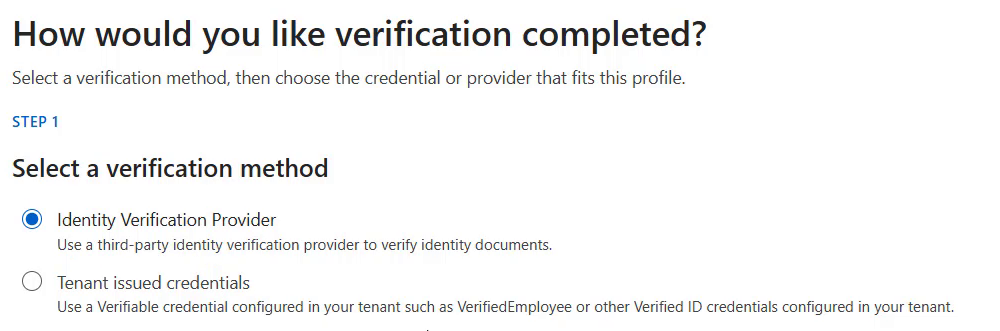 How would you like verification completed?
Select a verification method, then choose the credential or provider that fits this profile.
STEP 1
Select a verification method
Identity Verification Provider
Use a third-party identity verification provider to verify identity documents.
Tenant issued credentials
Use a Verifiable credential configured in your tenant such as VerifiedEmployee or other Verified ID credentials configured in your tenant.